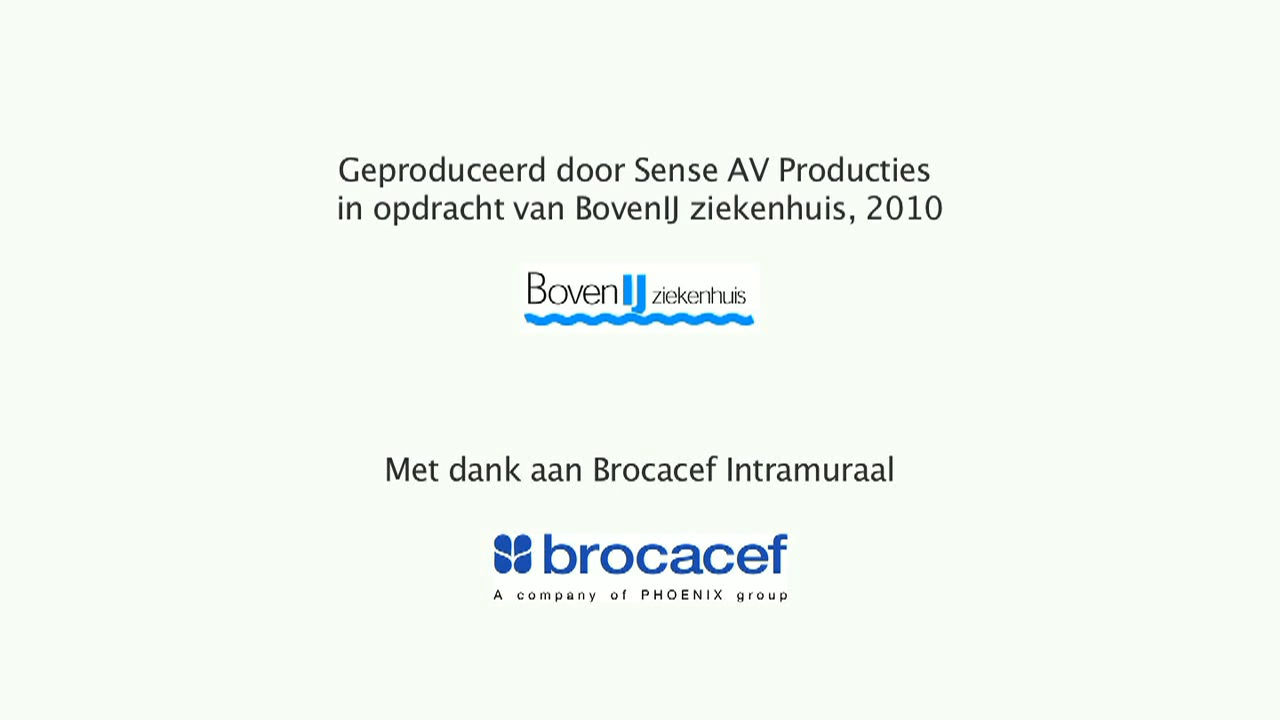 Geproduceerd door Sense AV Producties
in opdracht van BovenIJ ziekenhuis, 2010
BovenIJ ziekenhuis
Met dank aan Brocacef Intramuraal
brocacef
A company of PHOENIX group